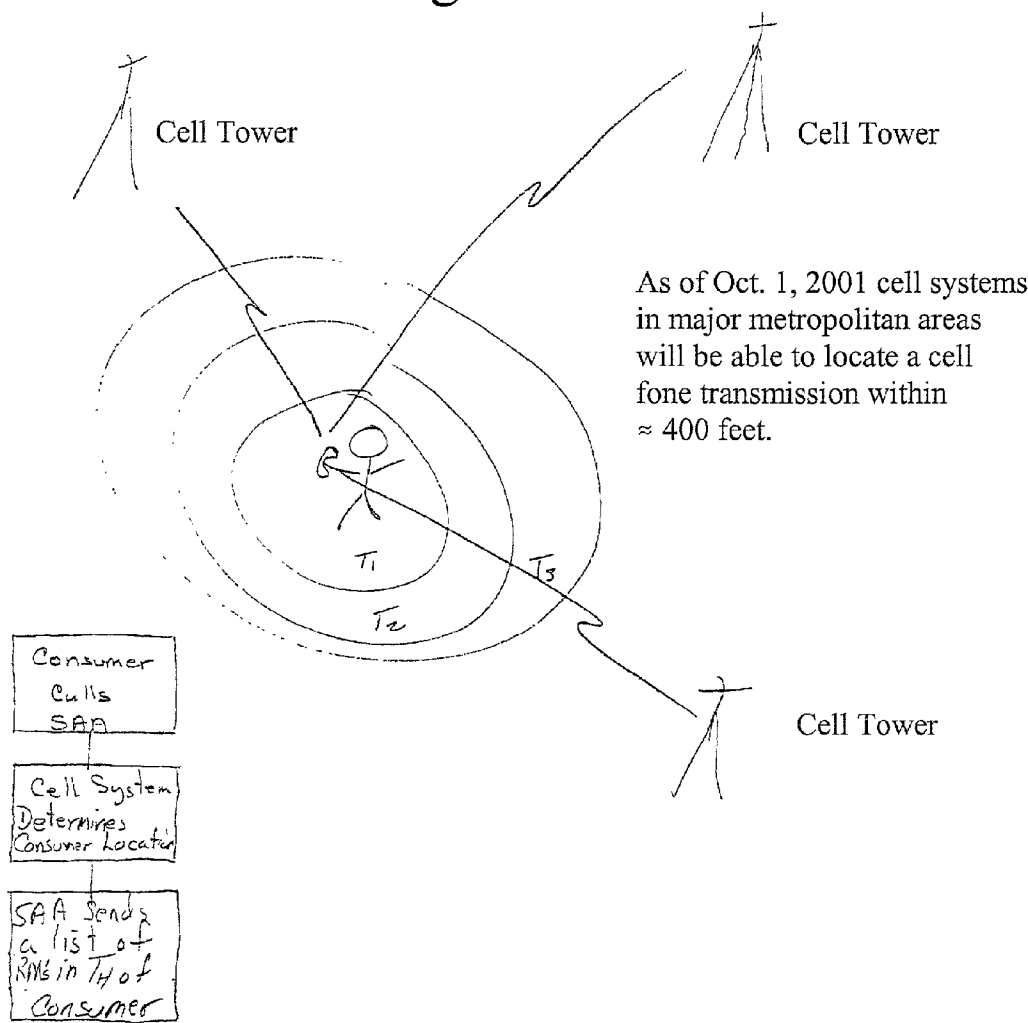 g
Cell Tower
Cell Tower
As of Oct. 1, 2001 cell systems
in major metropolitan areas
will be able to locate a cell
fone transmission within
≈ 400 feet.
T1
T2
T3
Cell Tower
Consumer
Calls
SAA
Cell System
Determines
Consumer Location
SAA Sends
a list of
RM's in TH of
Consumer